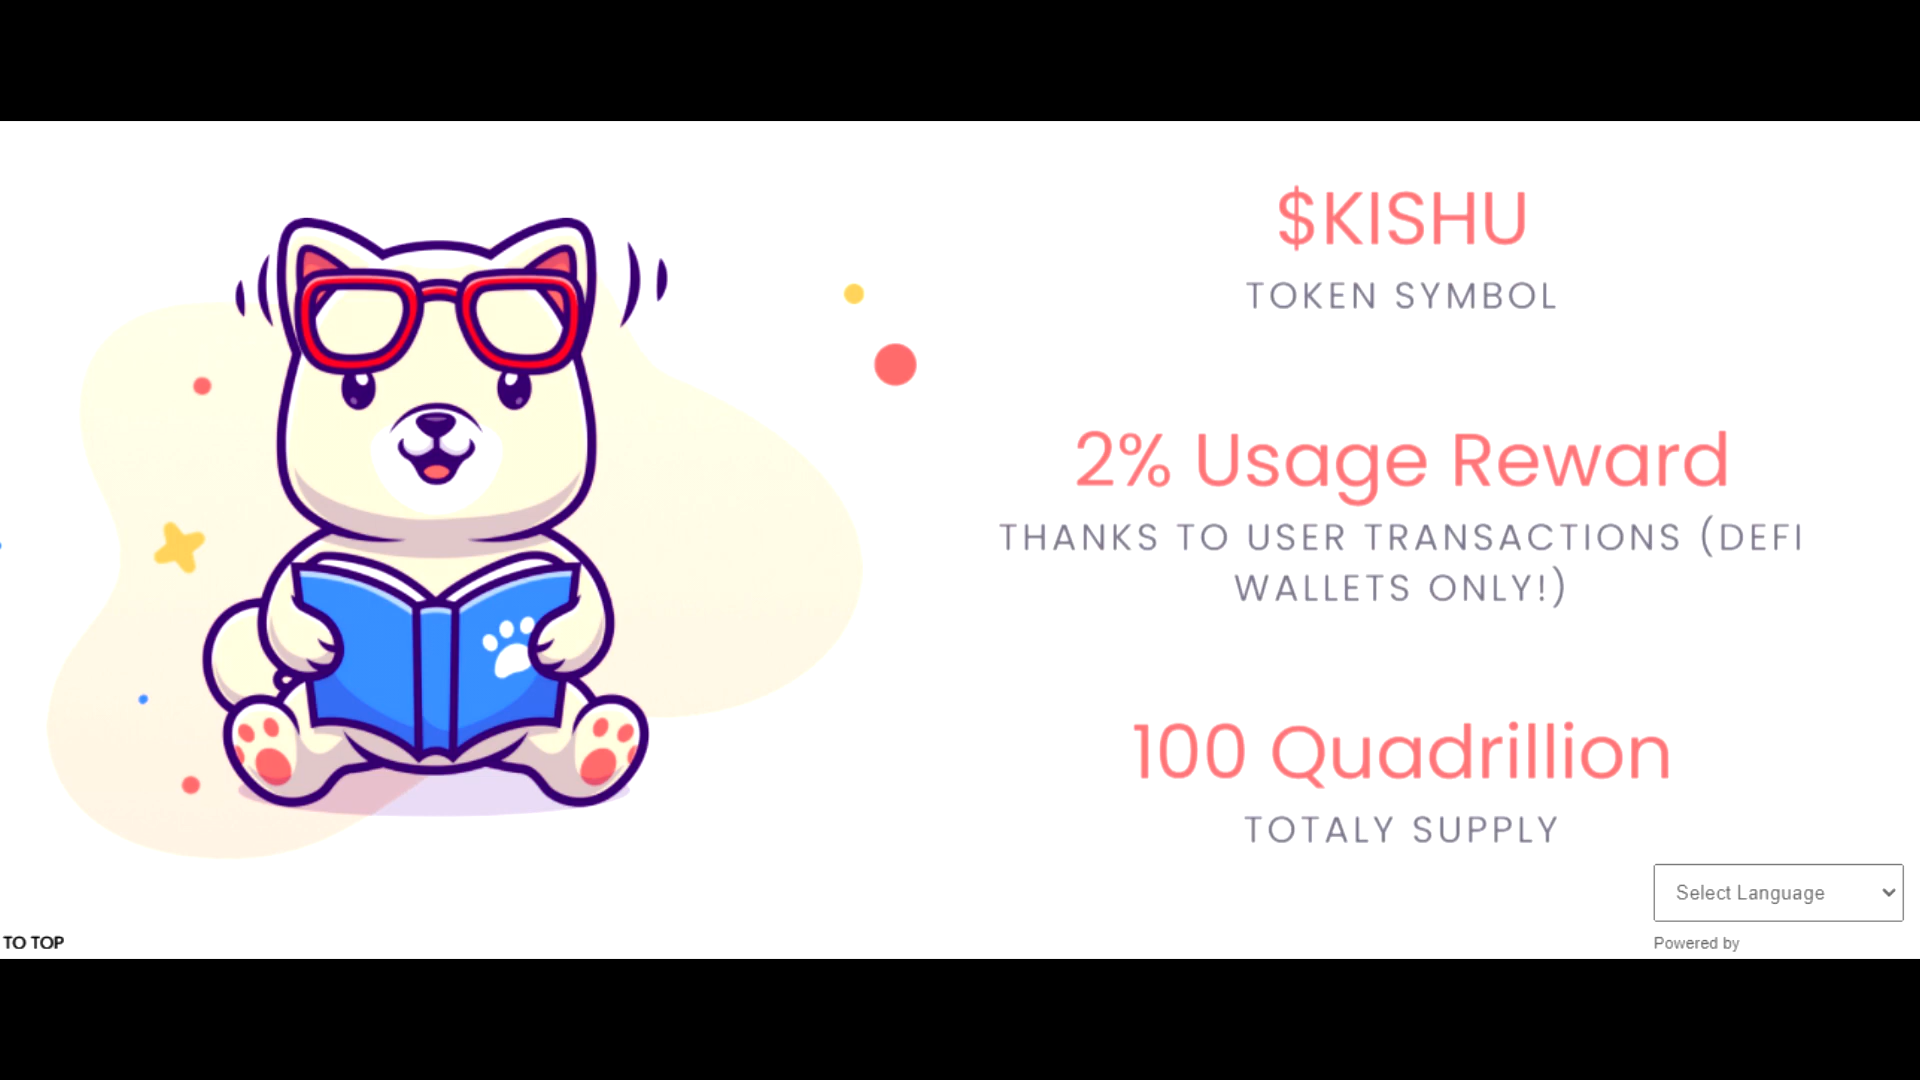 $KISHU
TOKEN SYMBOL
2% Usage Reward
THANKS TO USER TRANSACTIONS (DEFI
WALLETS ONLY!)
100 Quadrillion
TOTALY SUPPLY
Select Language
TO TOP
Powered by